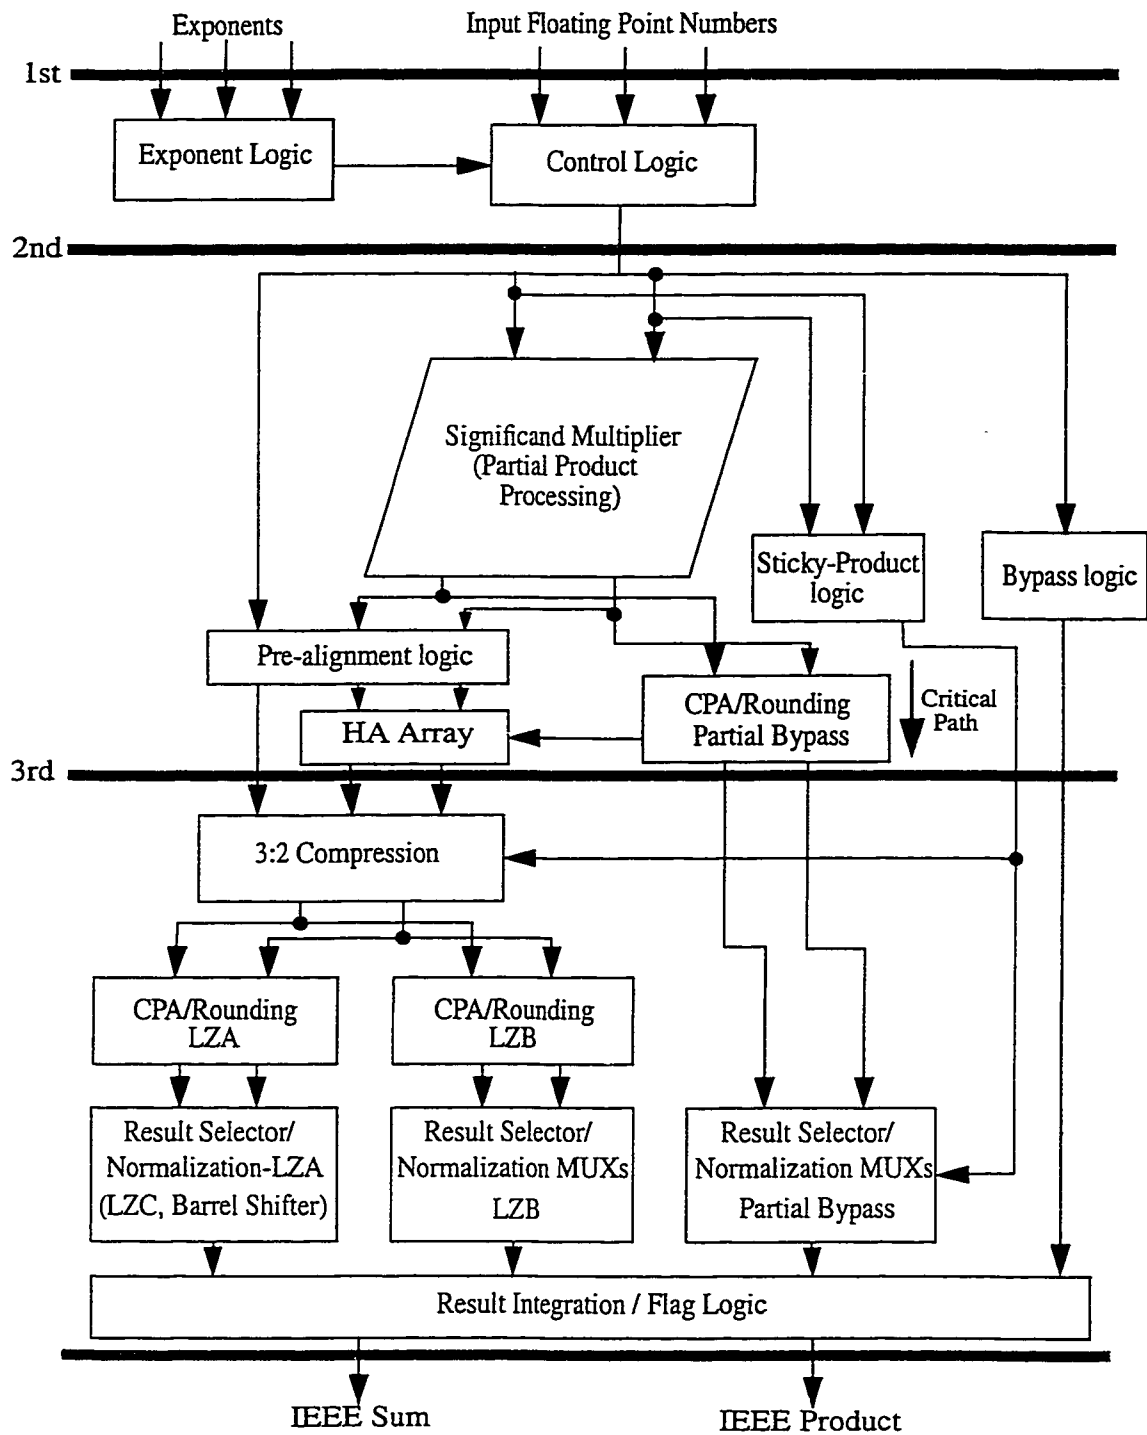 Exponents
Input Floating Point Numbers
1st
Exponent Logic
Control Logic
2nd
Significand Multiplier
(Partial Product
Processing)
Sticky-Product
logic
Bypass logic
Pre-alignment logic
CPA/Rounding
Partial Bypass
Critical
Path
HA Array
3rd
3:2 Compression
CPA/Rounding
LZA
CPA/Rounding
LZB
Result Selector/
Normalization-LZA
(LZC, Barrel Shifter)
Result Selector/
Normalization MUXs
LZB
Result Selector/
Normalization MUXs
Partial Bypass
Result Integration / Flag Logic
IEEE Sum
IEEE Product